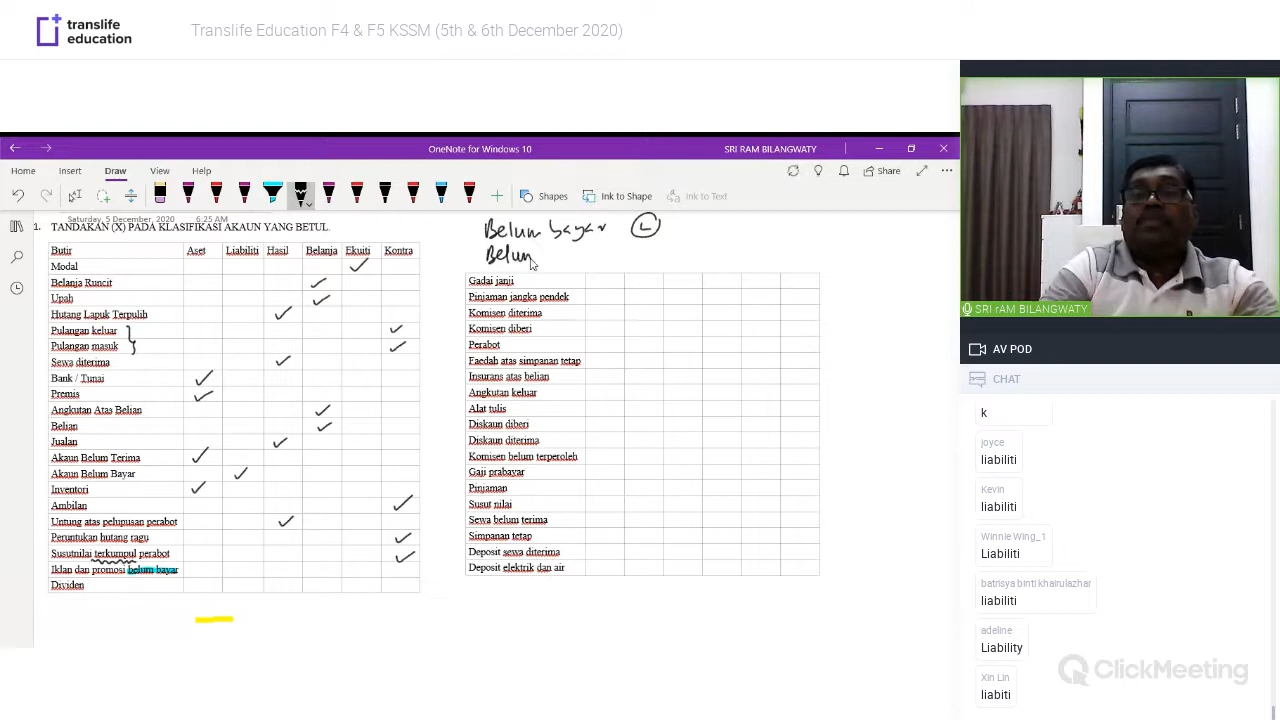 translife
education
Translife Education F4 & F5 KSSM (5th & 6th December 2020)
OneNote for Windows 10
SRI RAM BILANGWATY
Home Insert Draw View Help
Share
Shapes
Ink to Shape
Ink to Text
Saturday, 5 December, 2020 6:25 AM
1. TANDAKAN (X) PADA KLASIFIKASI AKAUN YANG BETUL.
Butir Aset Liabiliti Hasil Belanja Ekuiti Kontra
Modal
Belanja Runcit
Upah
Hutang Lapuk Terpulih
Pulangan keluar
Pulangan masuk
Sewa diterima
Bank / Tunai
Premis
Angkutan Atas Belian
Belian
Jualan
Akaun Belum Terima
Akaun Belum Bayar
Inventori
Ambilan
Untung atas pelupusan perabot
Peruntukan hutang ragu
Susutnilai terkumpul perabot
Iklan dan promosi belum bayar
Dividen
Belum bayar L
Belum
Gadai janji
Pinjaman jangka pendek
Komisen diterima
Komisen diberi
Perabot
Faedah atas simpanan tetap
Insurans atas belian
Angkutan keluar
Alat tulis
Diskaun diberi
Diskaun diterima
Komisen belum terperoleh
Gaji prabayar
Pinjaman
Susut nilai
Sewa belum terima
Simpanan tetap
Deposit sewa diterima
Deposit elektrik dan air
SRI rAM BILANGWATY
AV POD
CHAT
k
joyce
liabiliti
Kevin
liabiliti
Winnie Wing_1
Liabiliti
batrisya binti khairulazhar
liabiliti
adeline
Liability
Xin Lin
liabiti
ClickMeeting